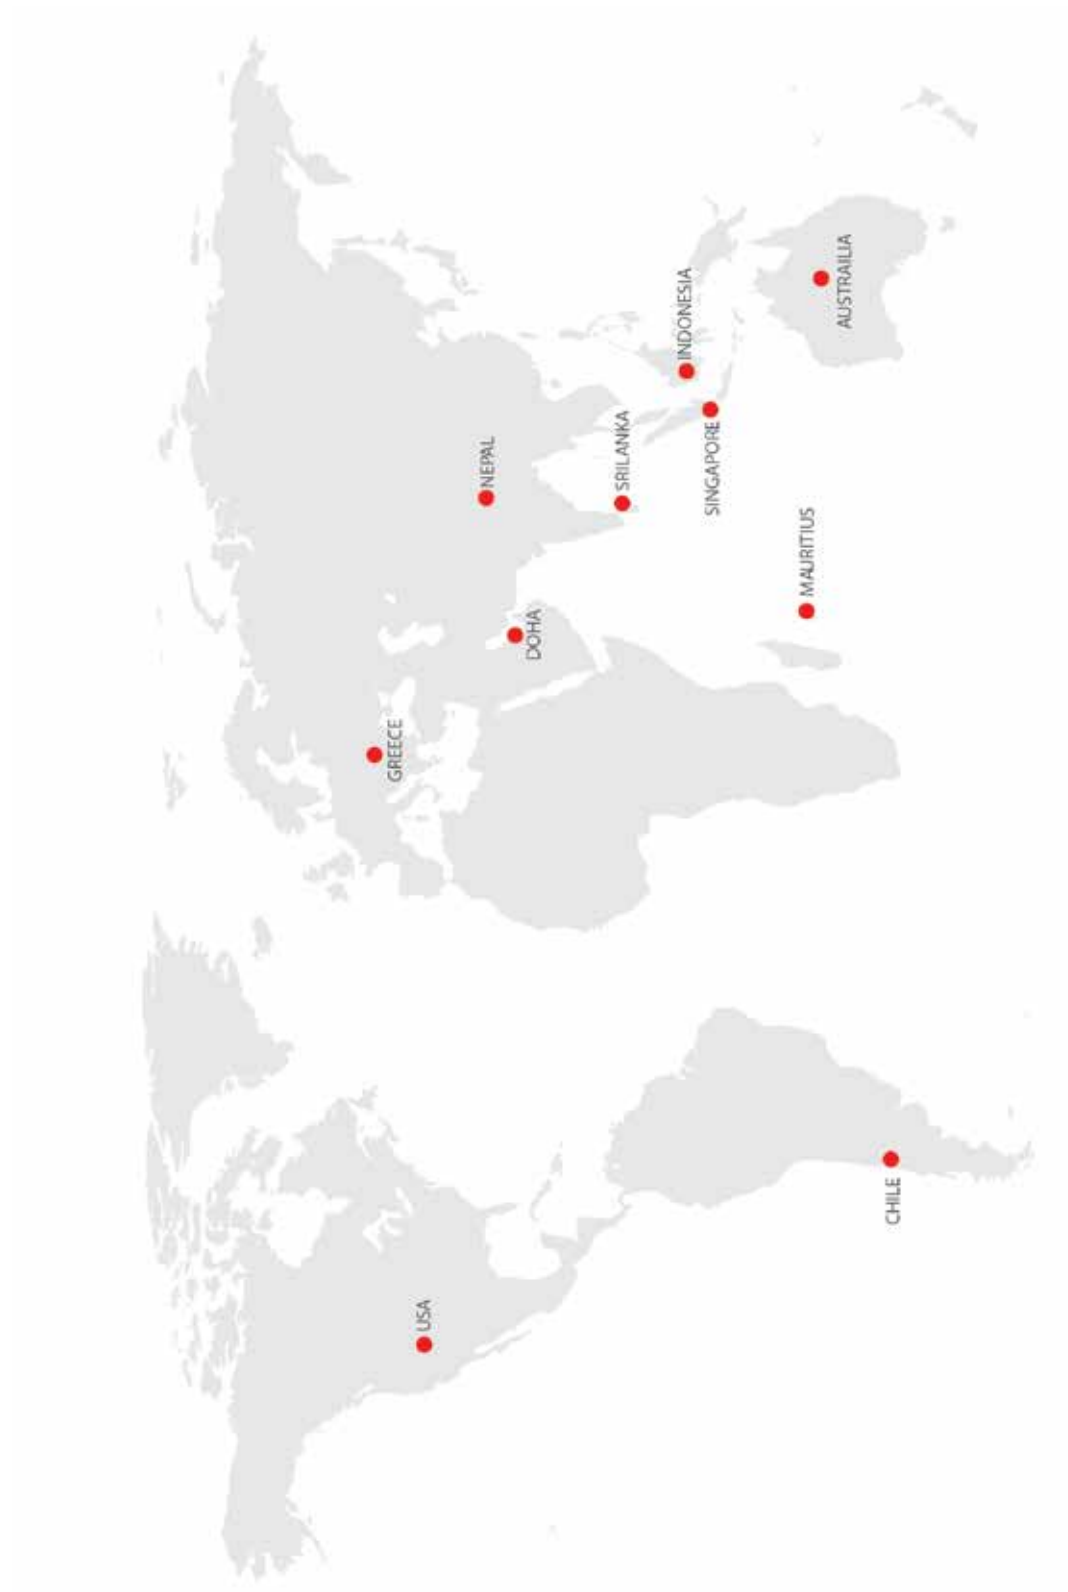 USA
CHILE
GREECE
DOHA
NEPAL
SRILANKA
MAURITIUS
SINGAPORE
INDONESIA
AUSTRAILIA